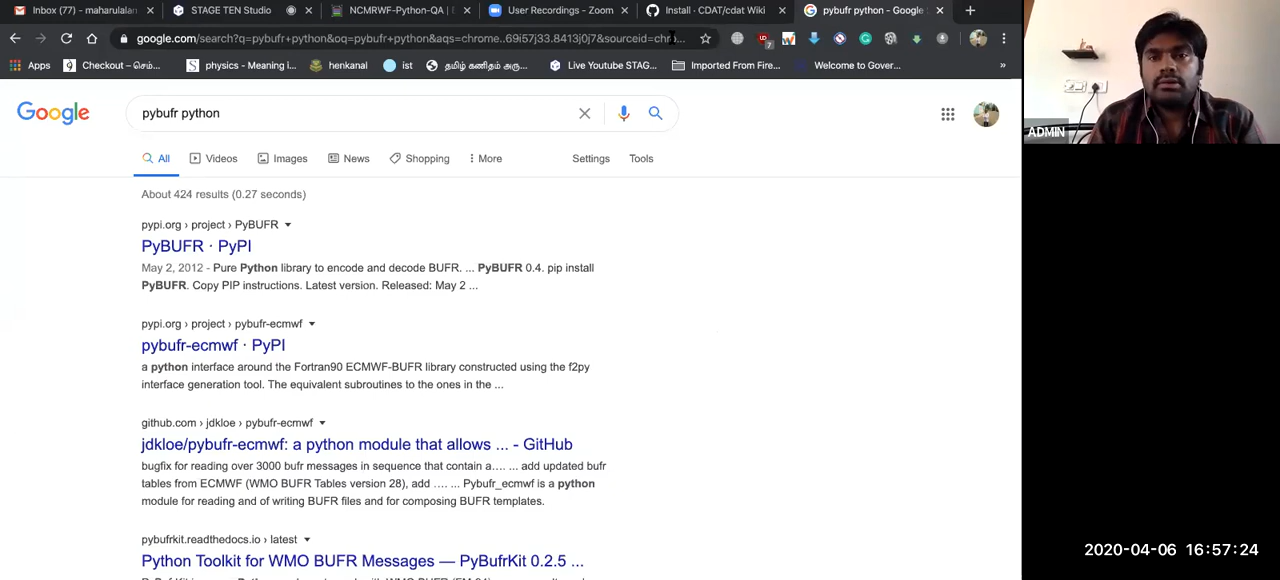 Inbox (77) - maharulalan
STAGE TEN Studio
NCMRWF-Python-QA |
User Recordings - Zoom
Install · CDAT/cdat Wiki
pybufr python - Google
google.com/search?q=pybufr+python&oq=pybufr+python&aqs=chrome..69i57j33.8413j0j7&sourceid=chr...
Apps
Checkout – செம்...
physics - Meaning I...
henkanal
ist
தமிழ் கணிதம் அரு...
Live Youtube STAG...
Imported From Fire...
Welcome to Gover...
Google
pybufr python
All
Videos
Images
News
Shopping
More
Settings
Tools
About 424 results (0.27 seconds)
pypi.org › project › PyBUFR
PyBUFR · PyPI
May 2, 2012 - Pure Python library to encode and decode BUFR. ... PyBUFR 0.4. pip install
PyBUFR. Copy PIP instructions. Latest version. Released: May 2 ...
pypi.org › project › pybufr-ecmwf
pybufr-ecmwf · PyPI
a python interface around the Fortran90 ECMWF-BUFR library constructed using the f2py
interface generation tool. The equivalent subroutines to the ones in the ...
github.com › jdkloe › pybufr-ecmwf
jdkloe/pybufr-ecmwf: a python module that allows ... - GitHub
bugfix for reading over 3000 bufr messages in sequence that contain a.... ... add updated bufr
tables from ECMWF (WMO BUFR Tables version 28), add .... ... Pybufr_ecmwf is a python
module for reading and of writing BUFR files and for composing BUFR templates.
pybufrkit.readthedocs.io › latest
Python Toolkit for WMO BUFR Messages — PyBufrKit 0.2.5 ...
ADMIN
2020-04-06 16:57:24